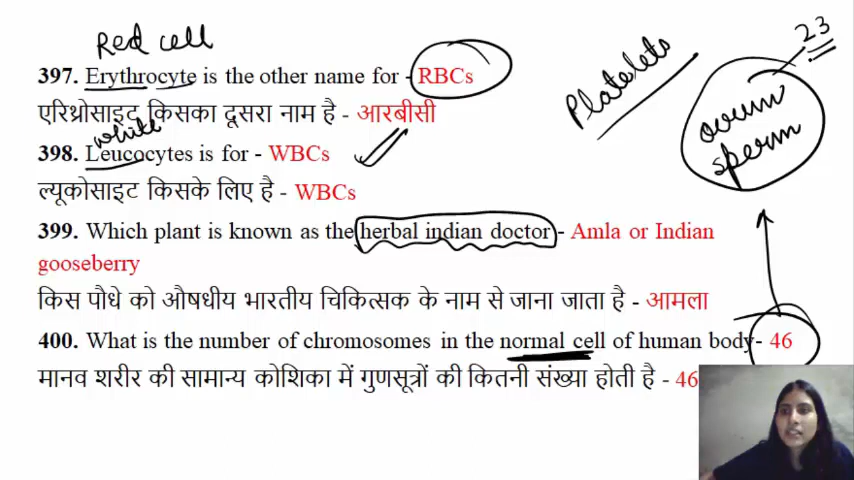 Red cell
397. Erythrocyte is the other name for - RBCs
एरिथ्रोसाइट किसका दूसरा नाम है - आरबीसी
white
398. Leucocytes is for - WBCs
ल्यूकोसाइट किसके लिए है - WBCs
Platelets
23
ovum
sperm
399. Which plant is known as the herbal indian doctor - Amla or Indian
gooseberry
किस पौधे को औषधीय भारतीय चिकित्सक के नाम से जाना जाता है - आमला
400. What is the number of chromosomes in the normal cell of human body- 46
मानव शरीर की सामान्य कोशिका में गुणसूत्रों की कितनी संख्या होती है - 46